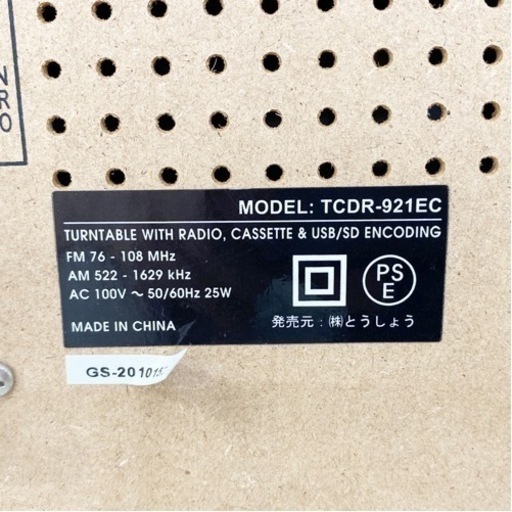 NRO
MODEL: TCDR-921EC
TURNTABLE WITH RADIO, CASSETTE & USB/SD ENCODING
FM 76 - 108 MHz
AM 522 - 1629 kHz
AC 100V ～ 50/60Hz 25W
PS
E
MADE IN CHINA
発売元：㈱とうしょう
GS-201015